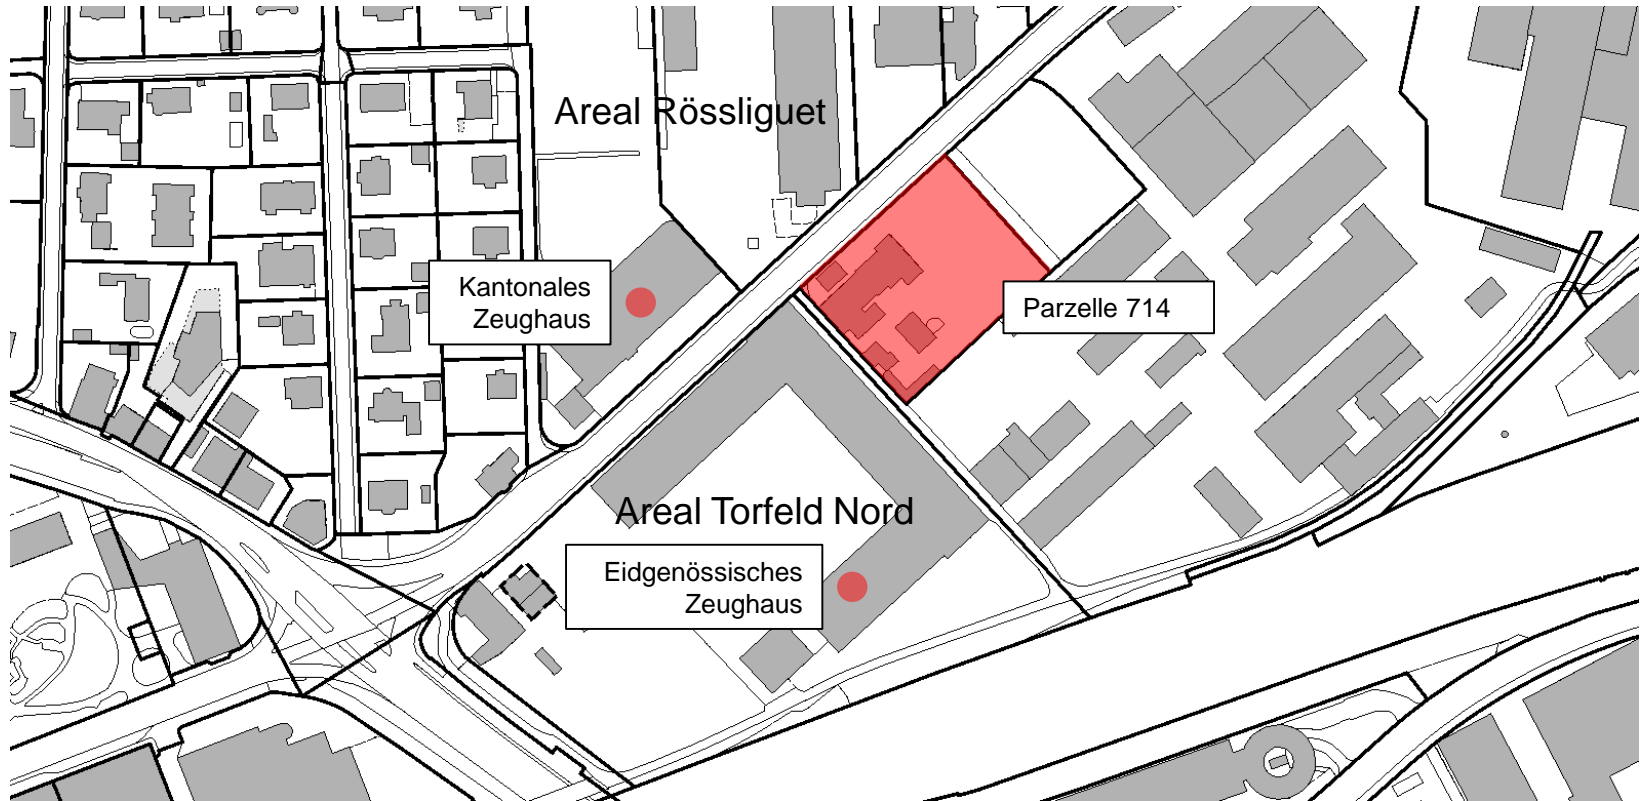 Areal Rössliguet
Kantonales
Zeughaus
Parzelle 714
Areal Torfeld Nord
Eidgenössisches
Zeughaus